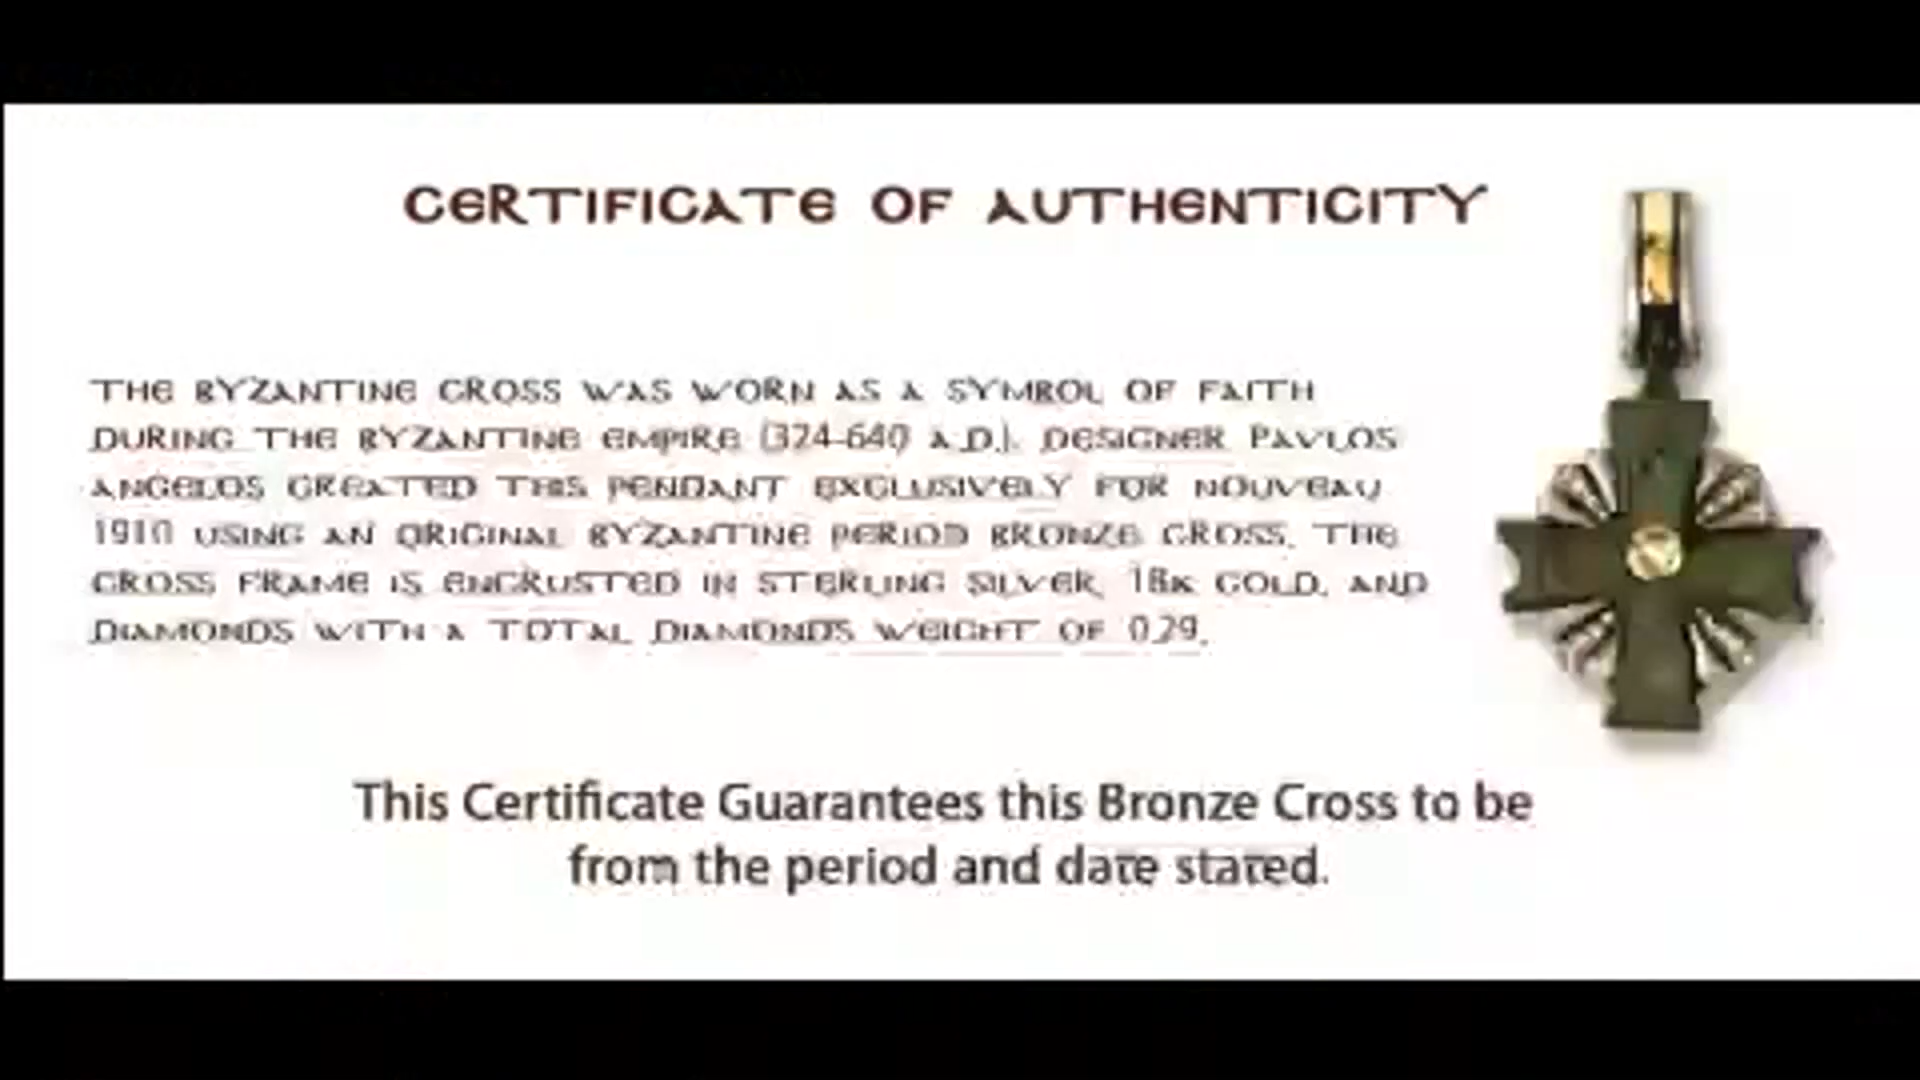 CERTIFICATE OF AUTHENTICITY
THE BYZANTINE CROSS WAS WORN AS A SYMBOL OF FAITH
DURING THE BYZANTINE EMPIRE (324-640 A.D.). DESIGNER PAVLOS
ANGELOS CREATED THIS PENDANT EXCLUSIVELY FOR NOUVEAU
1910 USING AN ORIGINAL BYZANTINE PERIOD BRONZE CROSS. THE
CROSS FRAME IS ENCRUSTED IN STERLING SILVER, 18K GOLD, AND
DIAMONDS WITH A TOTAL DIAMONDS WEIGHT OF 0.29.
This Certificate Guarantees this Bronze Cross to be
from the period and date stated.